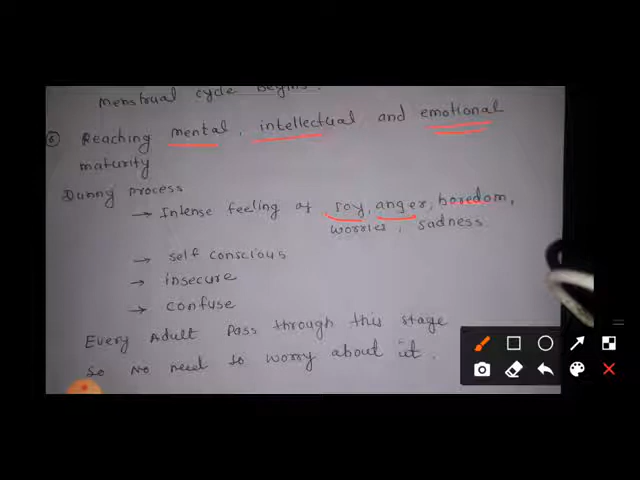 menstrual cycle begins.
⑥ Reaching mental, intellectual and emotional
maturity
During process
→ Intense feeling of joy, anger, boredom,
worries, sadness
→ self conscious
→ insecure
→ confuse
Every Adult Pass through this stage
So No need to worry about it.